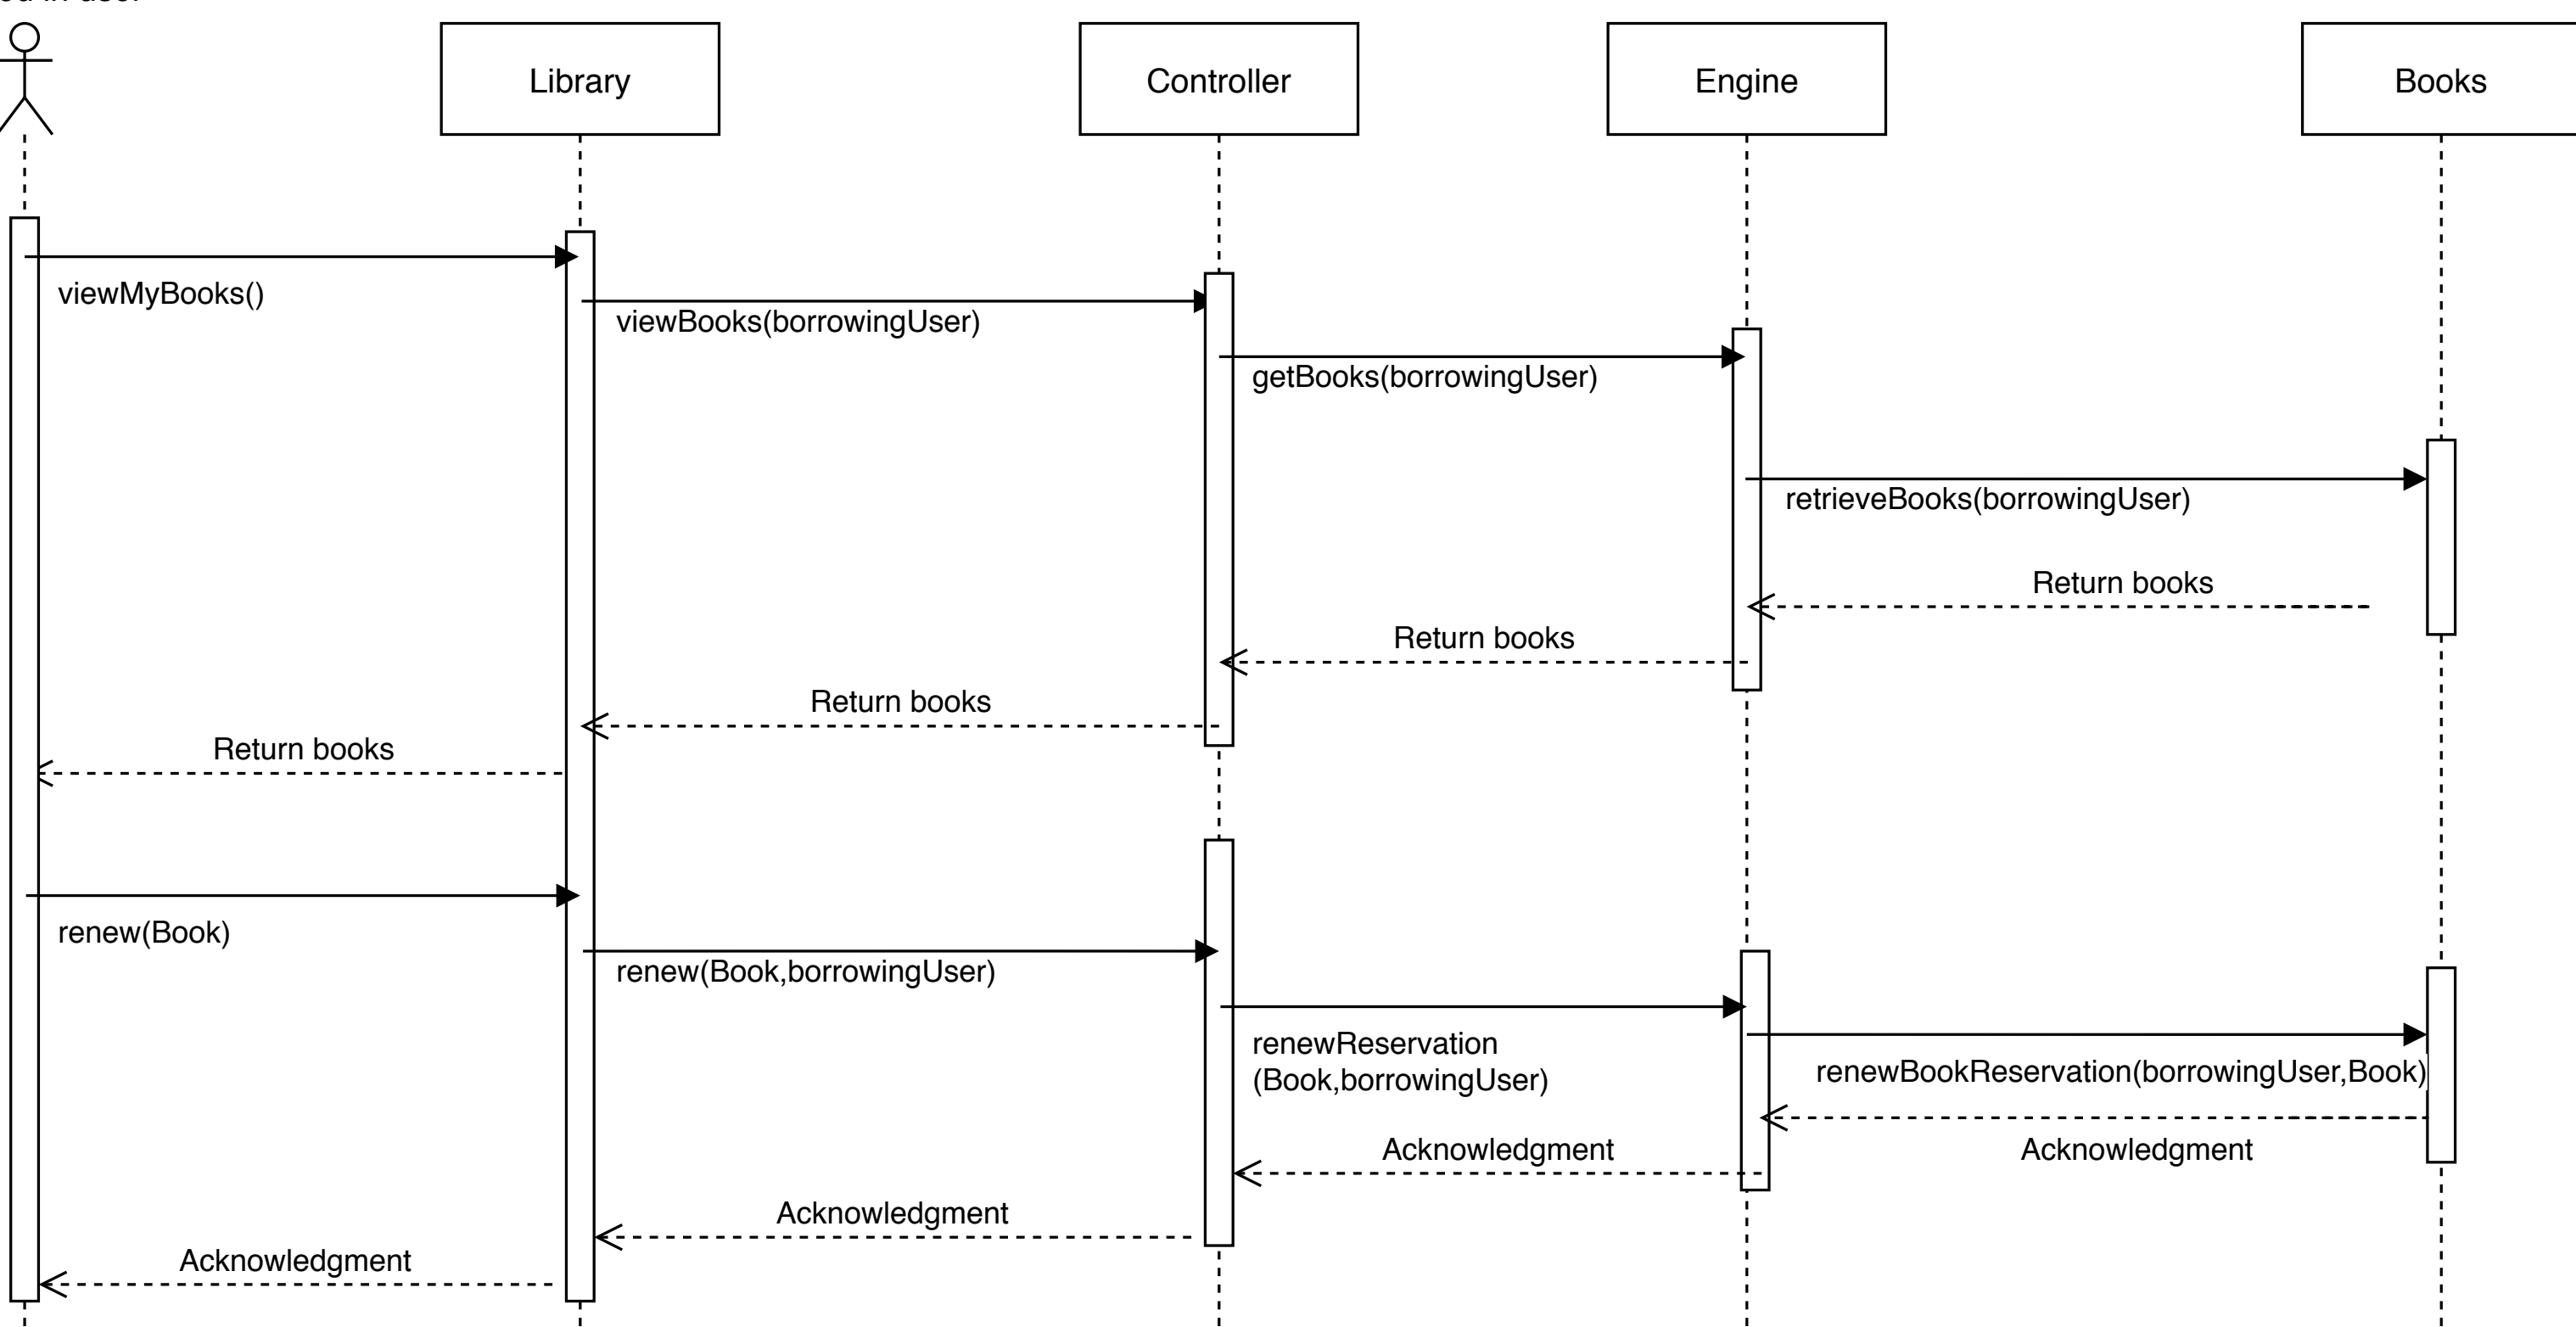 Library
Controller
Engine
Books
viewMyBooks()
viewBooks(borrowingUser)
getBooks(borrowingUser)
retrieveBooks(borrowingUser)
Return books
Return books
Return books
Return books
renew(Book)
renew(Book,borrowingUser)
renewReservation
(Book,borrowingUser)
renewBookReservation(borrowingUser,Book)
Acknowledgment
Acknowledgment
Acknowledgment
Acknowledgment